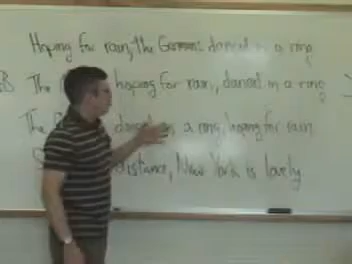 Hoping for rain, the Germans danced in a ring
B The hoping for rain, danced in a ring
The danced in a ring, hoping for rain
distance, New York is lovely.